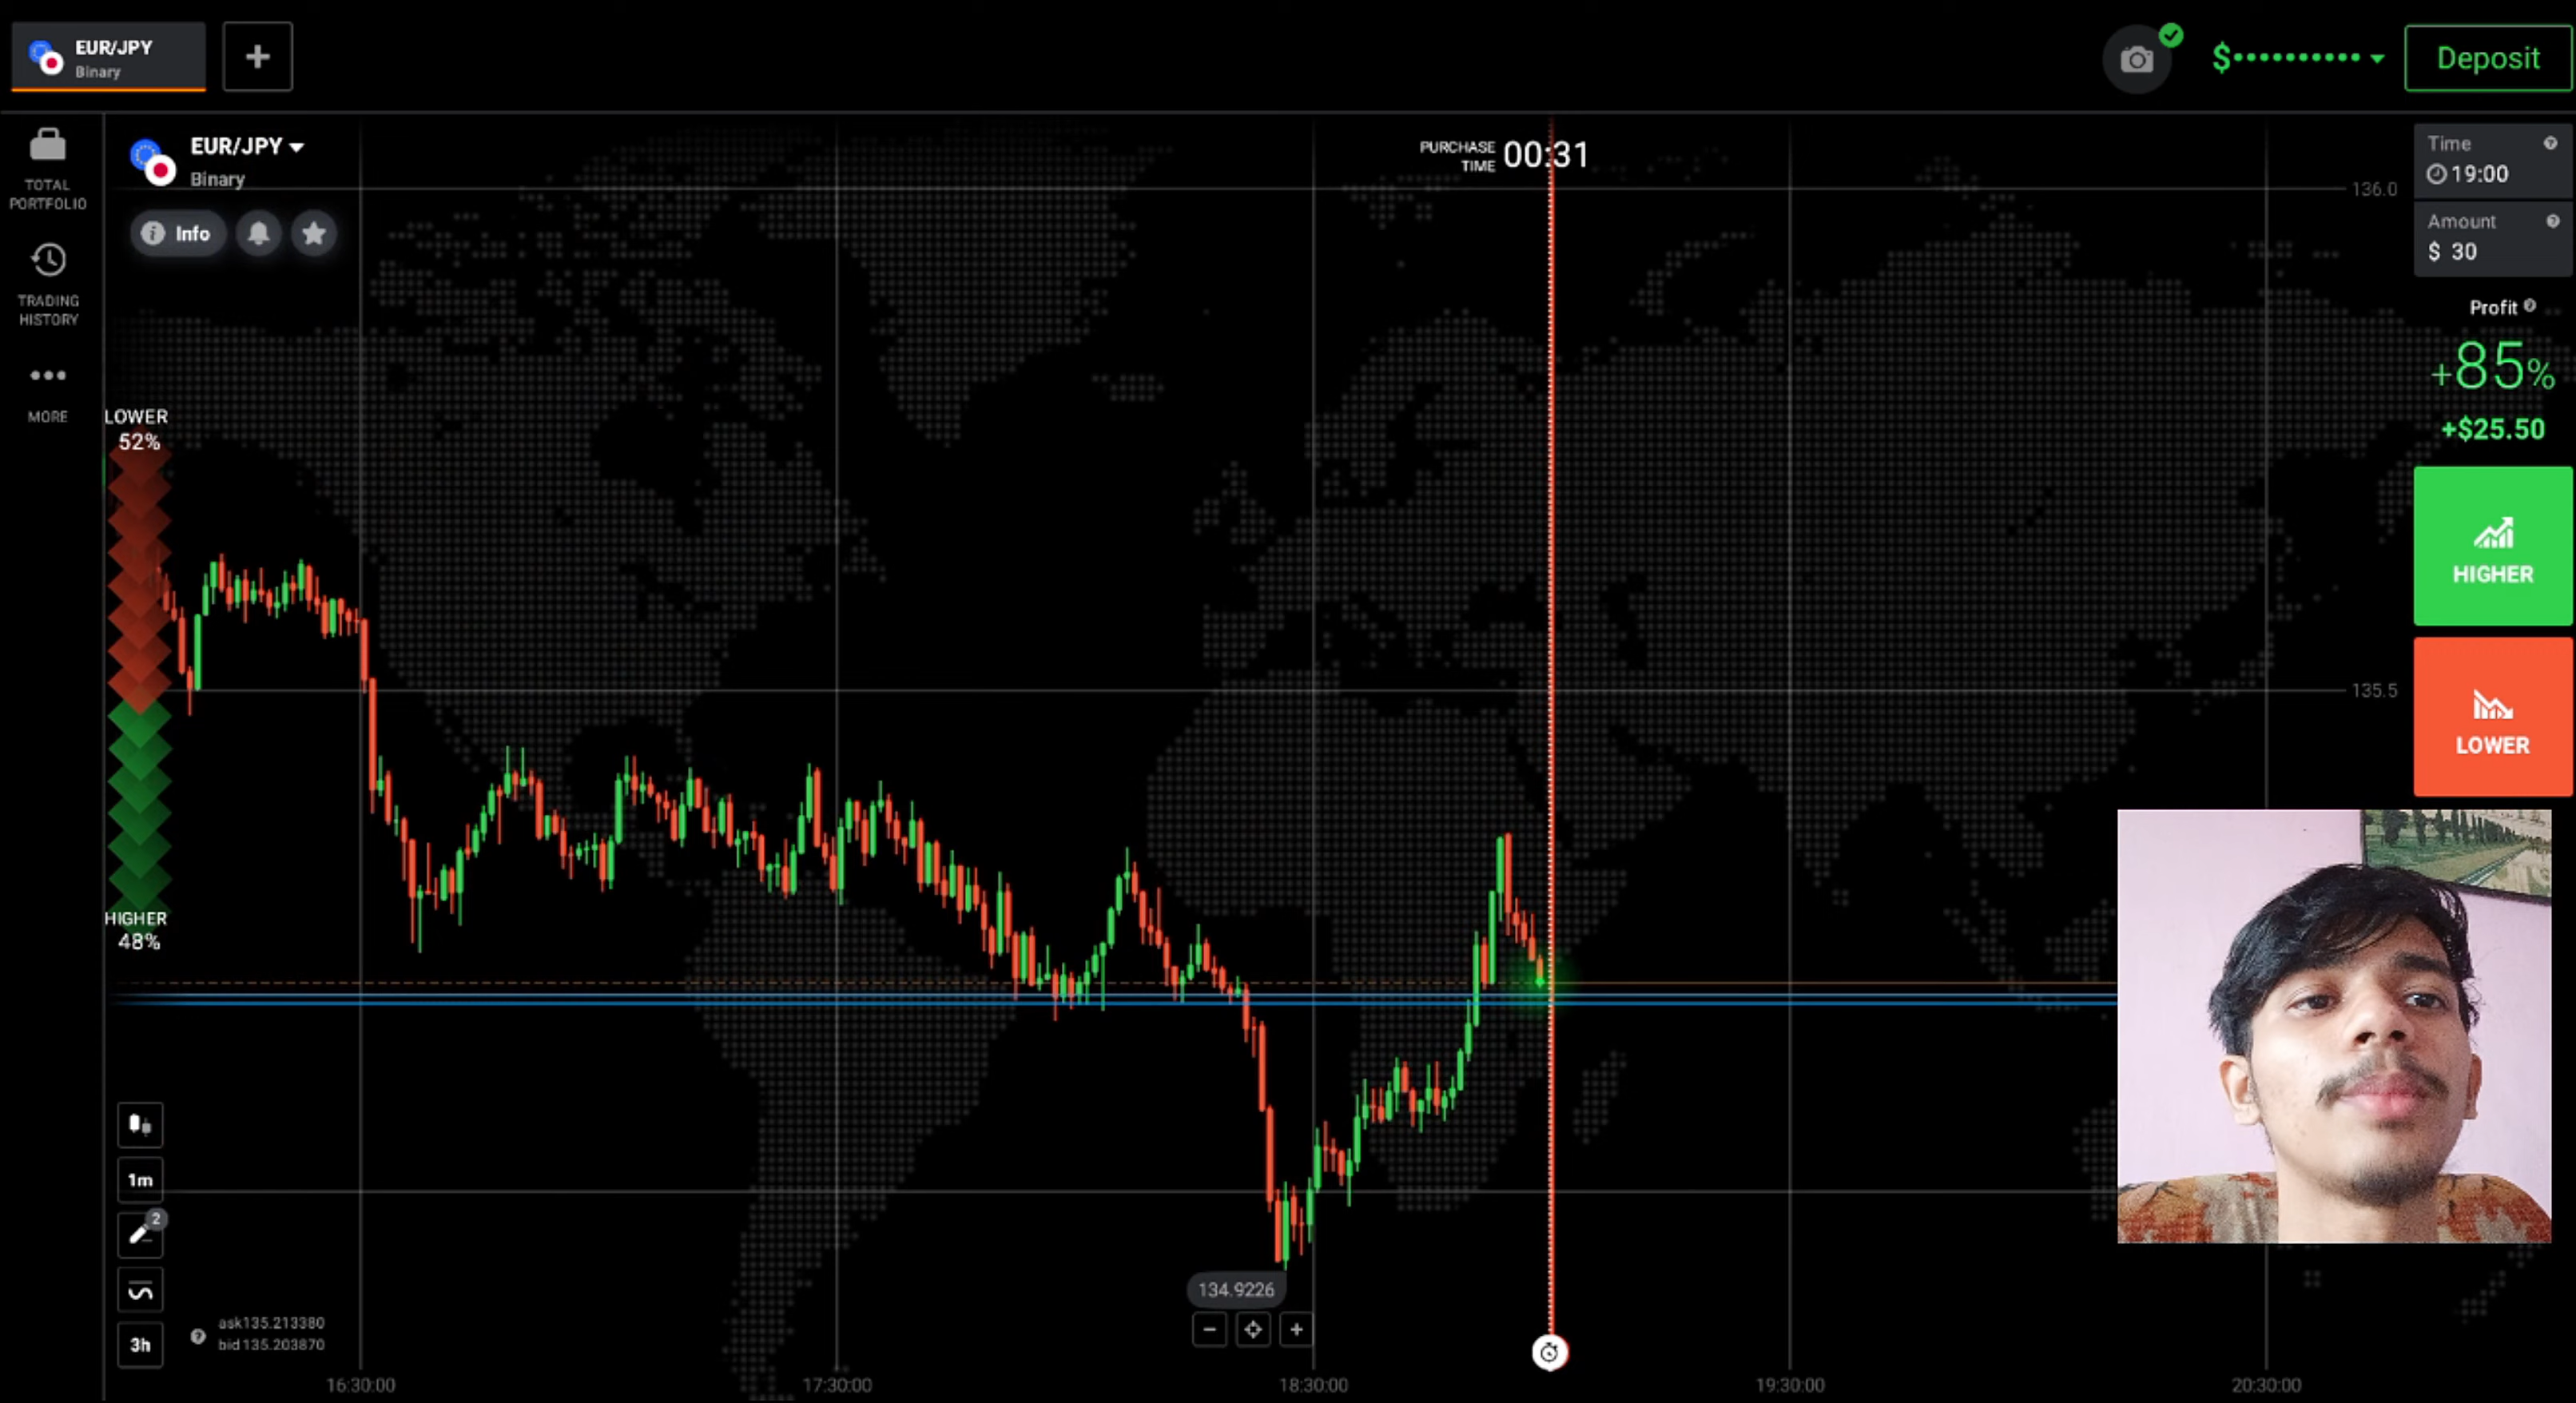 EUR/JPY
Binary
$
Deposit
TOTAL
PORTFOLIO
TRADING
HISTORY
MORE
EUR/JPY
Binary
Info
PURCHASE
TIME
00:31
136.0
135.5
Time
19:00
Amount
$ 30
Profit
+85%
+$25.50
HIGHER
LOWER
LOWER
52%
HIGHER
48%
1m
2
3h
ask135.213380
bid135.203870
134.9226
16:30:00
17:30:00
18:30:00
19:30:00
20:30:00